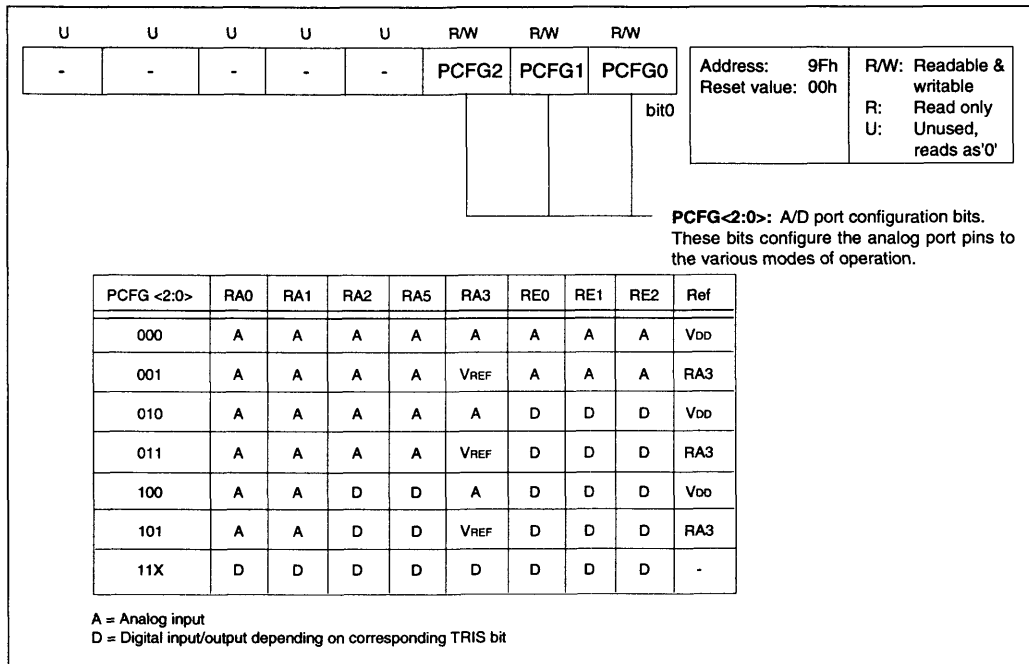 U U U U U R/W R/W R/W
- - - - - PCFG2 PCFG1 PCFG0
bit0
Address: 9Fh
Reset value: 00h
R/W: Readable &
writable
R: Read only
U: Unused,
reads as'0'
PCFG<2:0>: A/D port configuration bits.
These bits configure the analog port pins to
the various modes of operation.
PCFG <2:0> RA0 RA1 RA2 RA5 RA3 RE0 RE1 RE2 Ref
000 A A A A A A A A VDD
001 A A A A VREF A A A RA3
010 A A A A A D D D VDD
011 A A A A VREF D D D RA3
100 A A D D A D D D VDD
101 A A D D VREF D D D RA3
11X D D D D D D D D -
A = Analog input
D = Digital input/output depending on corresponding TRIS bit